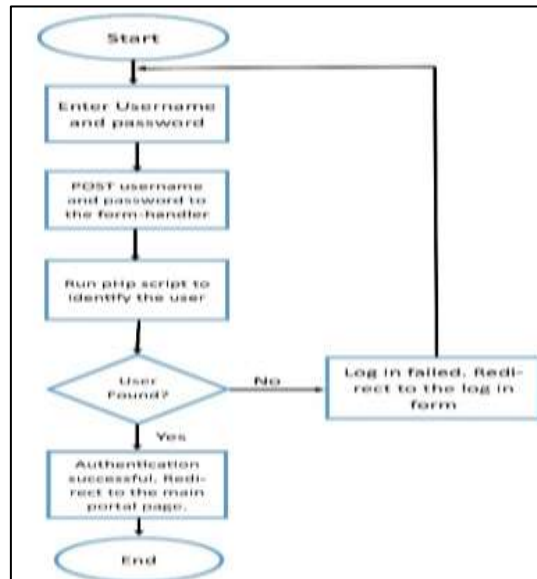 Start
Enter Username
and password
POST username
and password to
the form-handler
Run pHp script to
identify the user
User
Found?
No
Log in failed. Redi-
rect to the log in
form
Yes
Authentication
successful. Redi-
rect to the main
portal page.
End